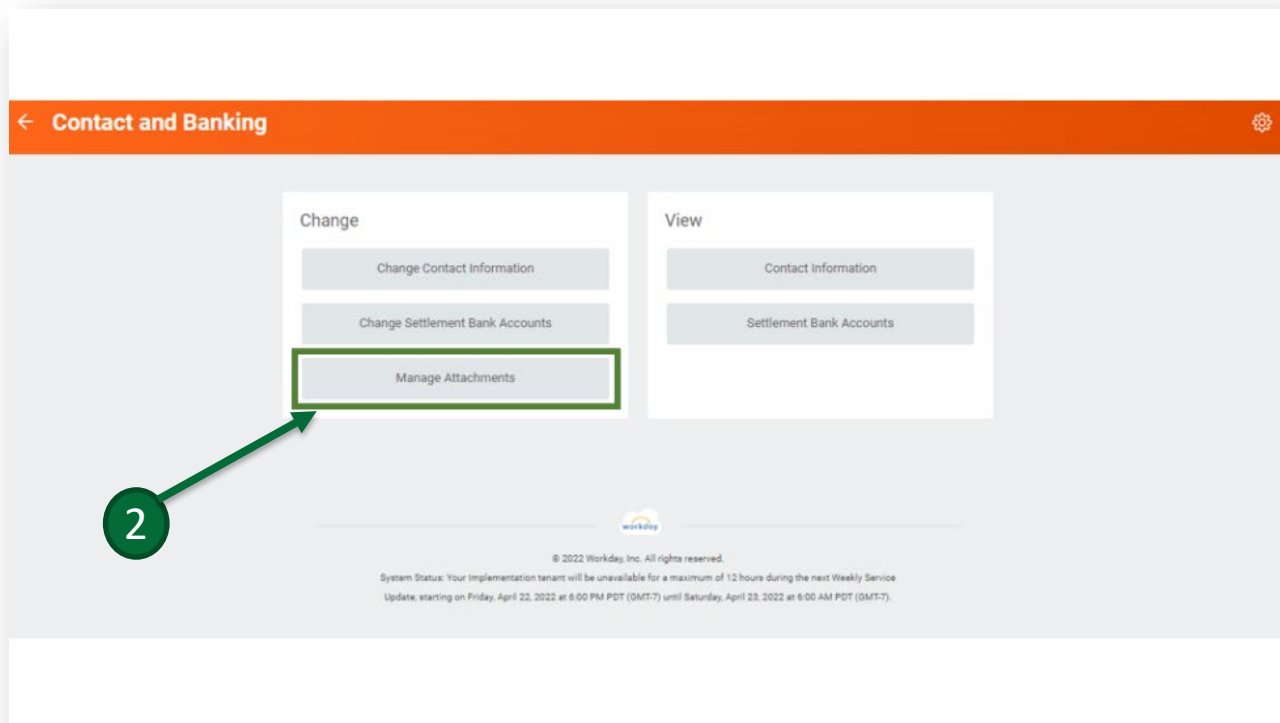 Contact and Banking
Change
Change Contact Information
Change Settlement Bank Accounts
Manage Attachments
View
Contact Information
Settlement Bank Accounts
2
workday
© 2022 Workday, Inc. All rights reserved.
System Status: Your Implementation tenant will be unavailable for a maximum of 12 hours during the next Weekly Service
Update; starting on Friday, April 22, 2022 at 6:00 PM PDT (GMT-7) until Saturday, April 23, 2022 at 6:00 AM PDT (GMT-7).